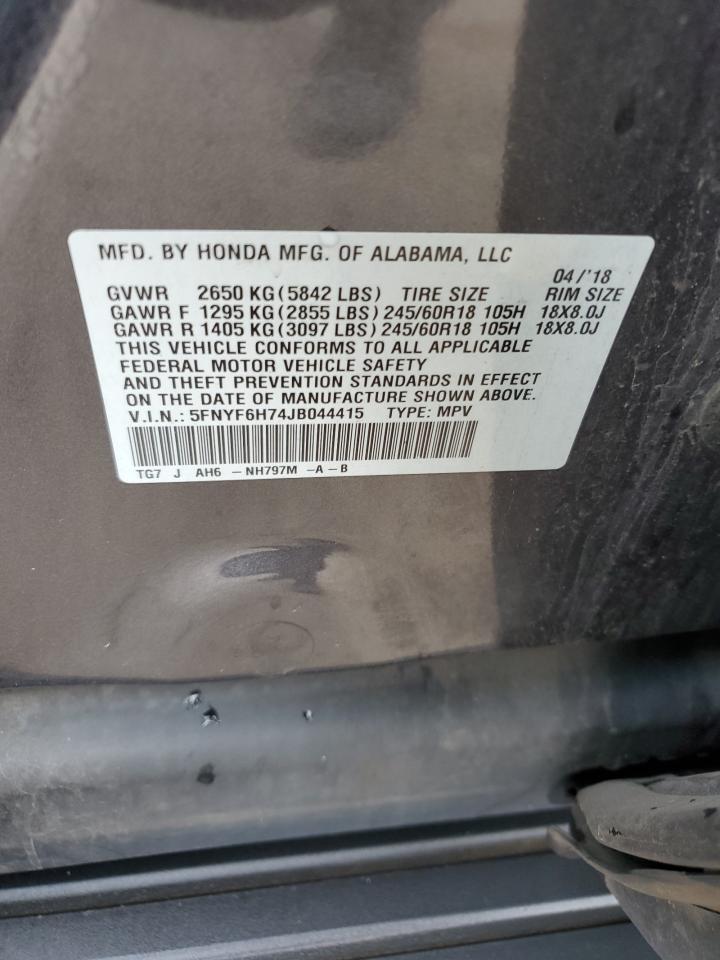 MFD. BY HONDA MFG. OF ALABAMA, LLC
04/'18
GVWR 2650 KG (5842 LBS) TIRE SIZE RIM SIZE
GAWR F 1295 KG (2855 LBS) 245/60R18 105H 18X8.0J
GAWR R 1405 KG (3097 LBS) 245/60R18 105H 18X8.0J
THIS VEHICLE CONFORMS TO ALL APPLICABLE
FEDERAL MOTOR VEHICLE SAFETY
AND THEFT PREVENTION STANDARDS IN EFFECT
ON THE DATE OF MANUFACTURE SHOWN ABOVE.
V.I.N.: 5FNYF6H74JB044415 TYPE: MPV
TG7 J AH6 - NH797M -A - B